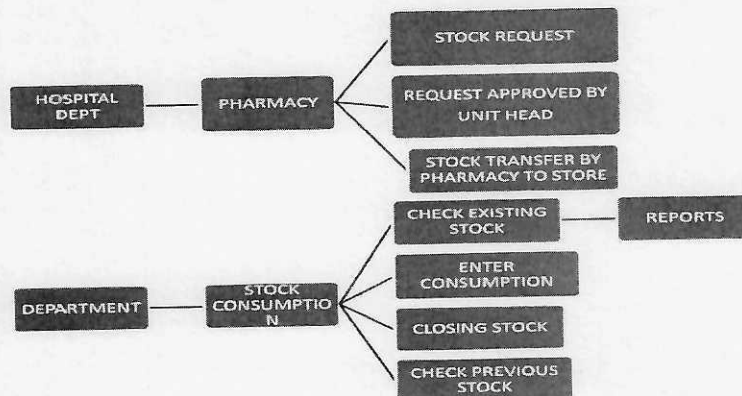 STOCK REQUEST
HOSPITAL
DEPT
PHARMACY
REQUEST APPROVED BY
UNIT HEAD
STOCK TRANSFER BY
PHARMACY TO STORE
CHECK EXISTING
STOCK
REPORTS
ENTER
CONSUMPTION
DEPARTMENT
STOCK
CONSUMPTIO
N
CLOSING STOCK
CHECK PREVIOUS
STOCK